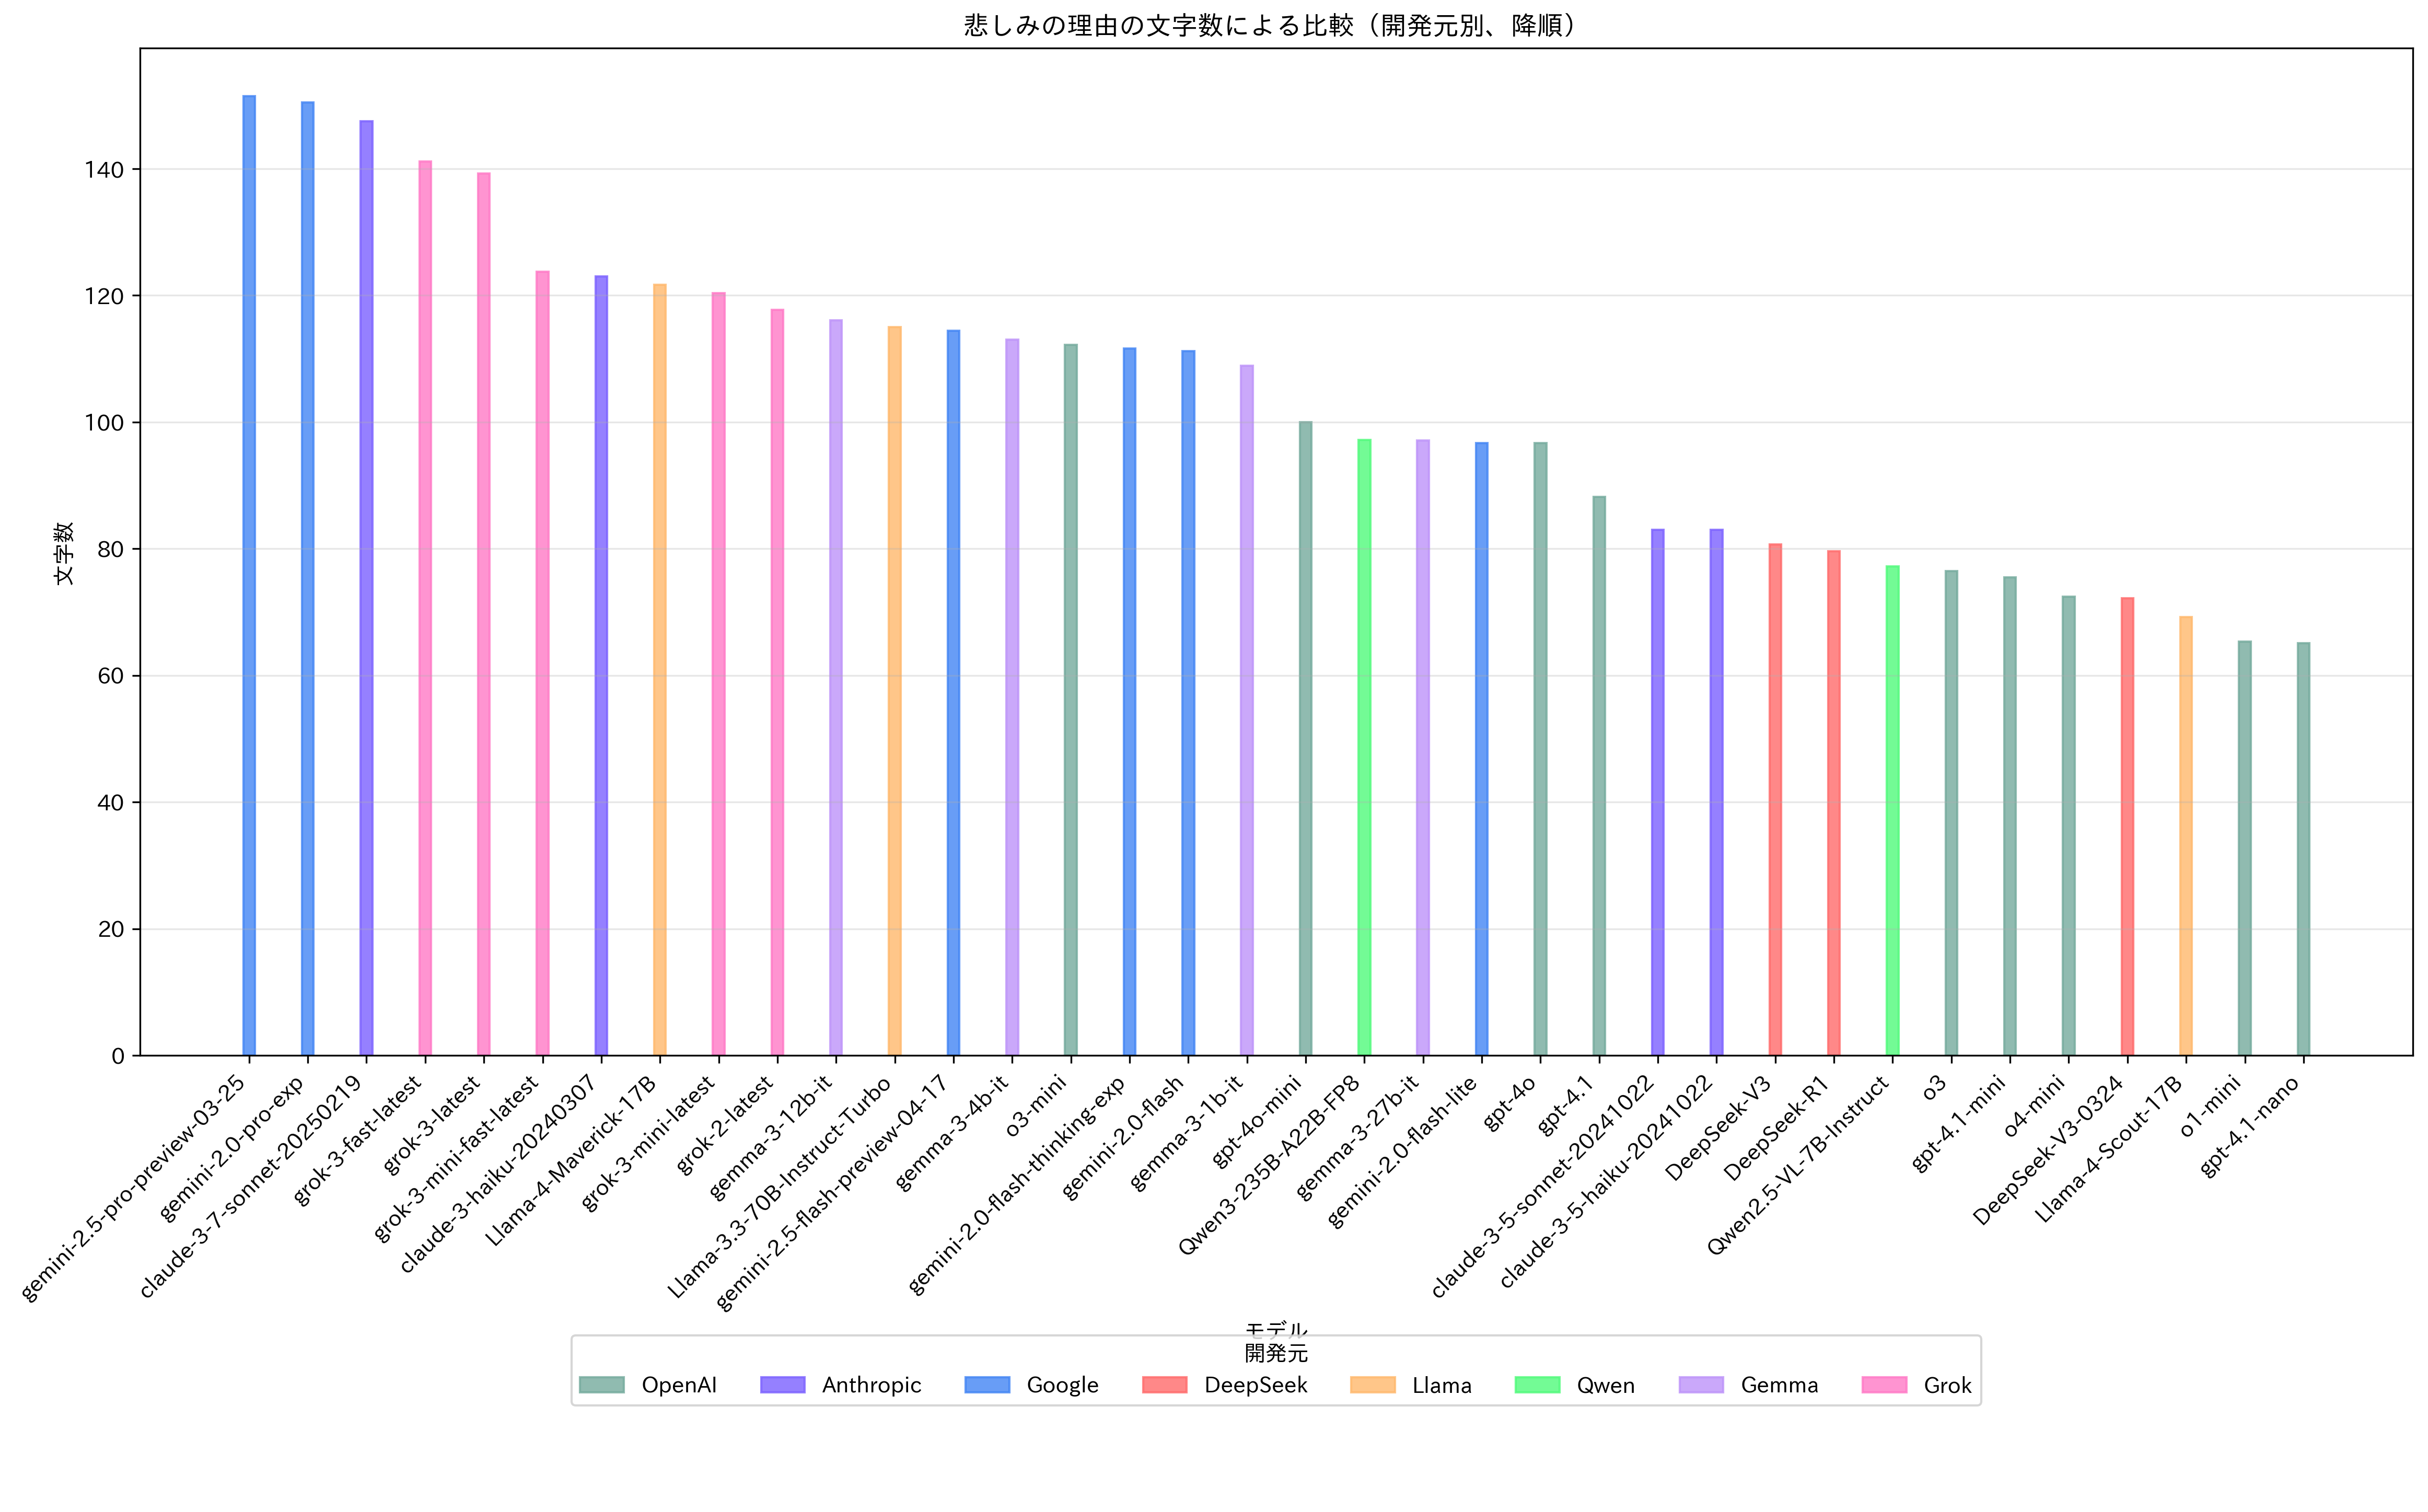 悲しみの理由の文字数による比較（開発元別、降順）
文字数
140
120
100
80
60
40
20
0
gemini-2.5-pro-preview-03-25
gemini-2.0-pro-exp
claude-3-7-sonnet-20250219
grok-3-fast-latest
grok-3-latest
grok-3-mini-fast-latest
claude-3-haiku-20240307
Llama-4-Maverick-17B
grok-3-mini-latest
grok-2-latest
gemma-3-12b-it
Llama-3.3-70B-Instruct-Turbo
gemini-2.5-flash-preview-04-17
gemma-3-4b-it
o3-mini
gemini-2.0-flash-thinking-exp
gemini-2.0-flash
gemma-3-1b-it
gpt-4o-mini
Qwen3-235B-A22B-FP8
gemma-3-27b-it
gemini-2.0-flash-lite
gpt-4o
gpt-4.1
claude-3-5-sonnet-20241022
claude-3-5-haiku-20241022
DeepSeek-V3
DeepSeek-R1
Qwen2.5-VL-7B-Instruct
o3
gpt-4.1-mini
o4-mini
DeepSeek-V3-0324
Llama-4-Scout-17B
o1-mini
gpt-4.1-nano
モデル
開発元
OpenAI
Anthropic
Google
DeepSeek
Llama
Qwen
Gemma
Grok